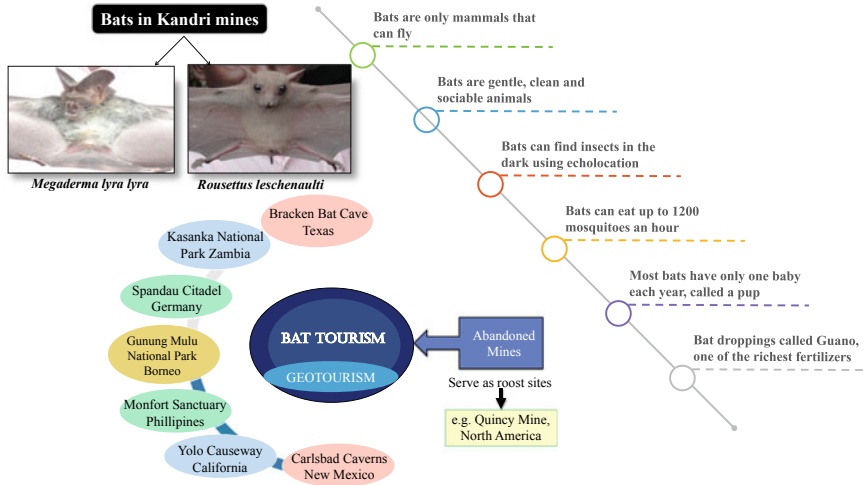 Bats in Kandri mines
Megaderma lyra lyra
Rousettus leschenaulti
Bats are only mammals that
can fly
Bats are gentle, clean and
sociable animals
Bats can find insects in the
dark using echolocation
Bats can eat up to 1200
mosquitoes an hour
Most bats have only one baby
each year, called a pup
Bat droppings called Guano,
one of the richest fertilizers
Bracken Bat Cave
Texas
Kasanka National
Park Zambia
Spandau Citadel
Germany
Gunung Mulu
National Park
Borneo
Monfort Sanctuary
Phillipines
Yolo Causeway
California
Carlsbad Caverns
New Mexico
BAT TOURISM
GEOTOURISM
Abandoned
Mines
Serve as roost sites
e.g. Quincy Mine,
North America